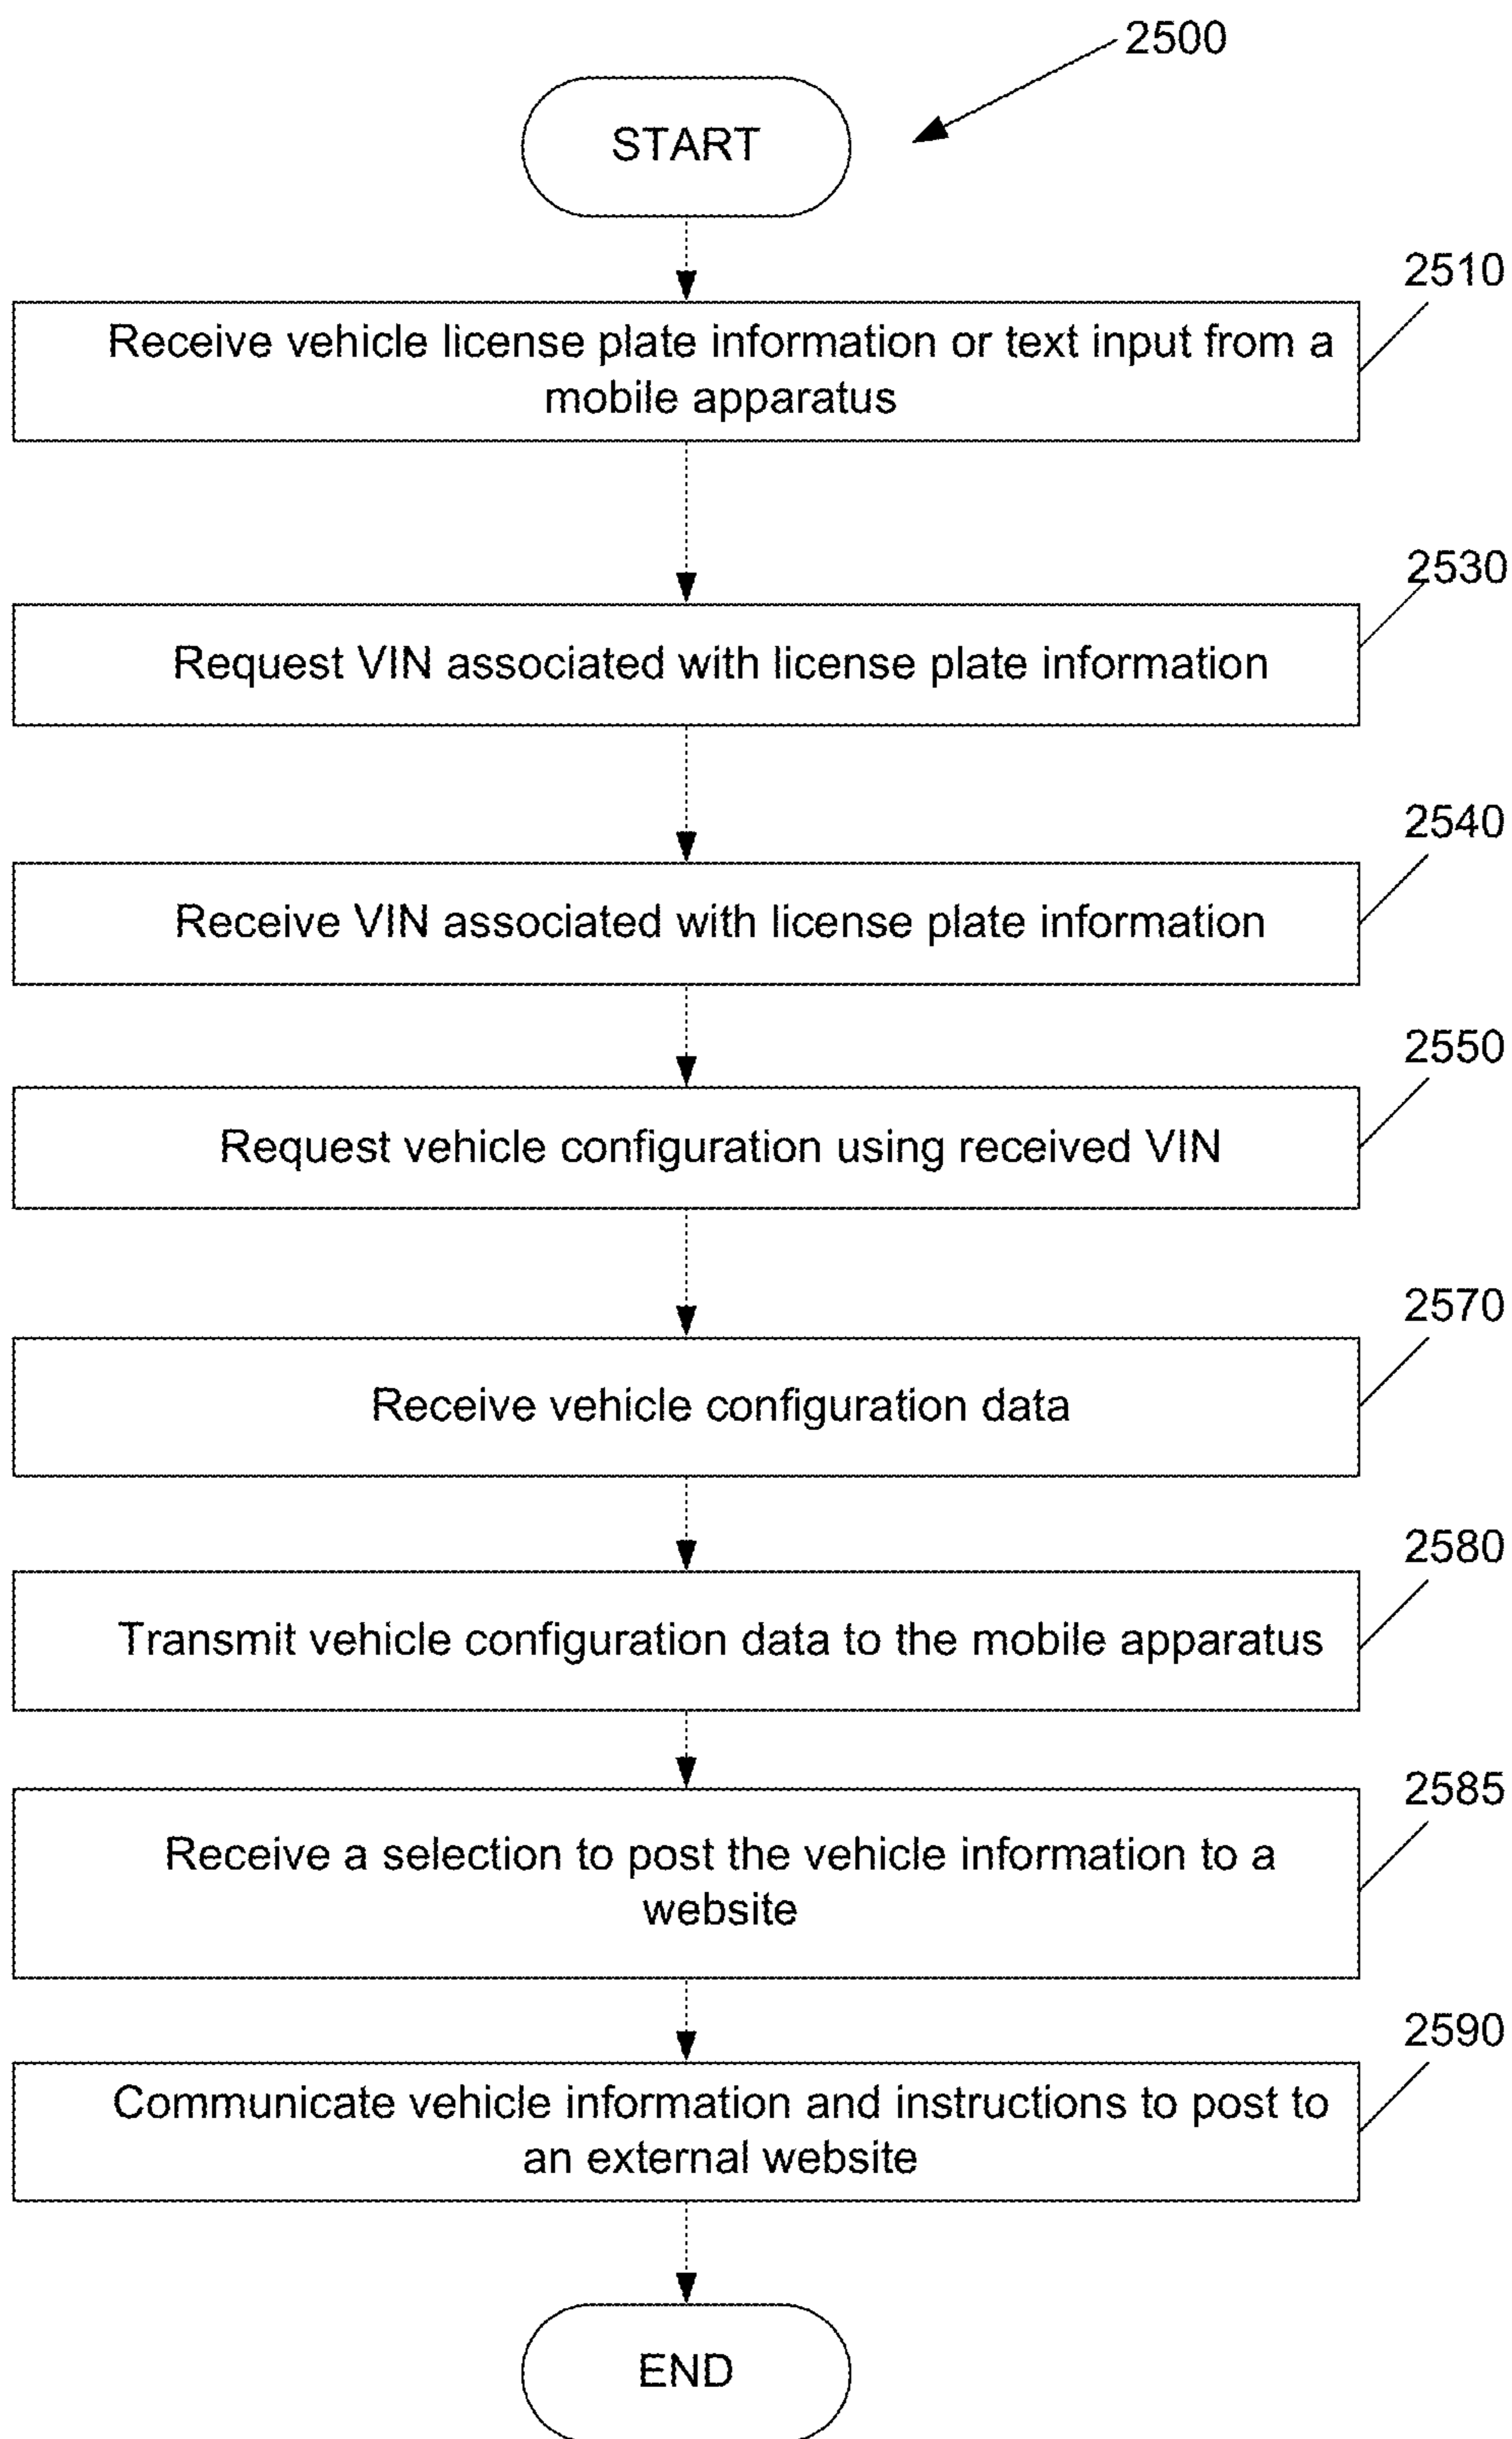 2500
START
2510
Receive vehicle license plate information or text input from a
mobile apparatus
2530
Request VIN associated with license plate information
2540
Receive VIN associated with license plate information
2550
Request vehicle configuration using received VIN
2570
Receive vehicle configuration data
2580
Transmit vehicle configuration data to the mobile apparatus
2585
Receive a selection to post the vehicle information to a
website
2590
Communicate vehicle information and instructions to post to
an external website
END